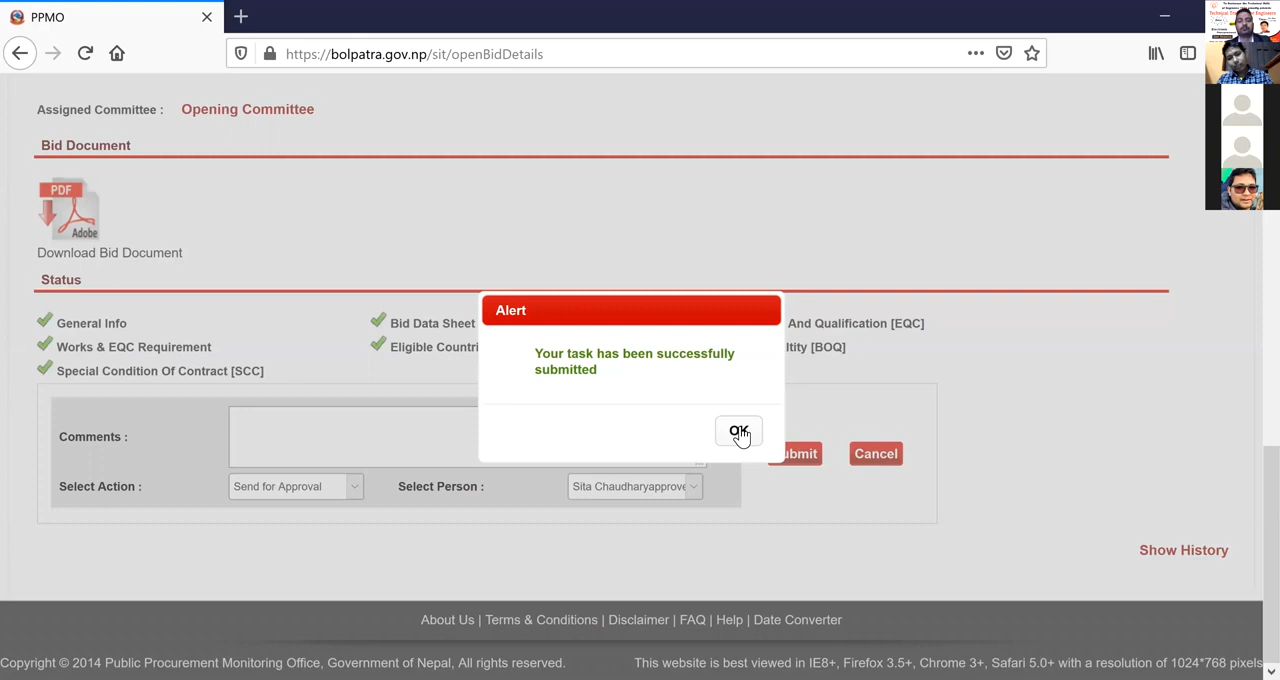 PPMO
https://bolpatra.gov.np/sit/openBidDetails
Technical
Engineers
Assigned Committee : Opening Committee
Bid Document
PDF
Adobe
Download Bid Document
Status
General Info
Bid Data Sheet
And Qualification [EQC]
Works & EQC Requirement
Eligible Countri
ltity [BOQ]
Special Condition Of Contract [SCC]
Alert
Your task has been successfully
submitted
OK
Comments :
ubmit
Cancel
Select Action :
Send for Approval
Select Person :
Sita Chaudharyapprove
Show History
About Us | Terms & Conditions | Disclaimer | FAQ | Help | Date Converter
Copyright © 2014 Public Procurement Monitoring Office, Government of Nepal, All rights reserved.
This website is best viewed in IE8+, Firefox 3.5+, Chrome 3+, Safari 5.0+ with a resolution of 1024*768 pixels